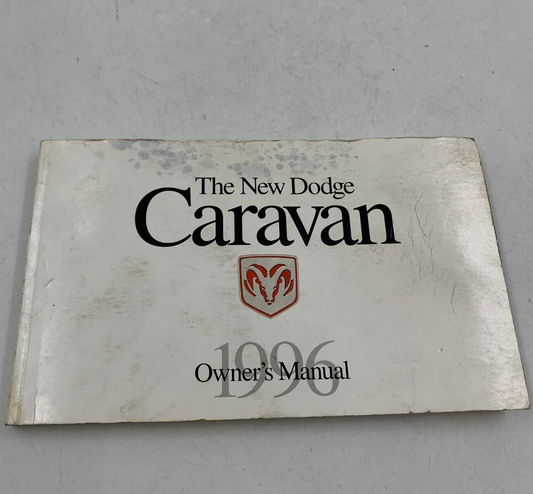 The New Dodge
Caravan
1996
Owner's Manual